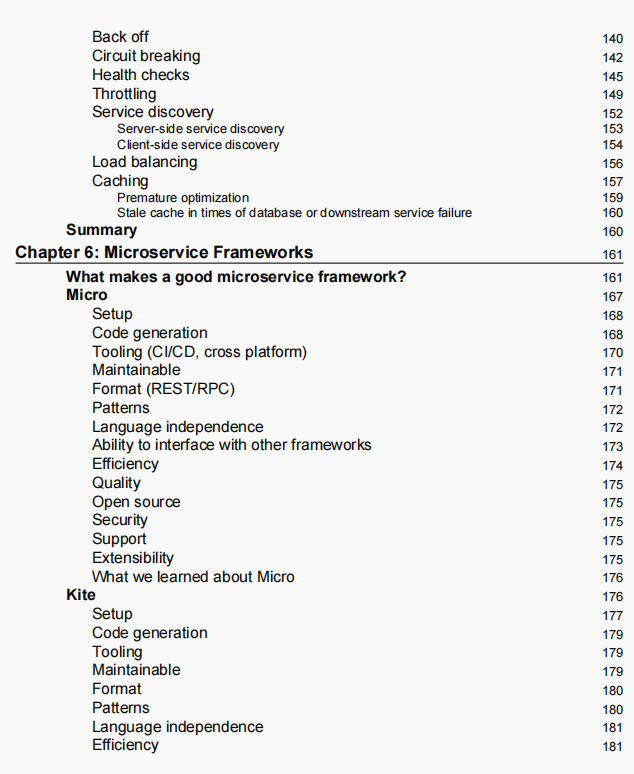 Back off 140
Circuit breaking 142
Health checks 145
Throttling 149
Service discovery 152
Server-side service discovery 153
Client-side service discovery 154
Load balancing 156
Caching 157
Premature optimization 159
Stale cache in times of database or downstream service failure 160
Summary 160
Chapter 6: Microservice Frameworks 161
What makes a good microservice framework? 161
Micro 167
Setup 168
Code generation 168
Tooling (CI/CD, cross platform) 170
Maintainable 171
Format (REST/RPC) 171
Patterns 172
Language independence 172
Ability to interface with other frameworks 173
Efficiency 174
Quality 175
Open source 175
Security 175
Support 175
Extensibility 175
What we learned about Micro 176
Kite 176
Setup 177
Code generation 179
Tooling 179
Maintainable 179
Format 180
Patterns 180
Language independence 181
Efficiency 181